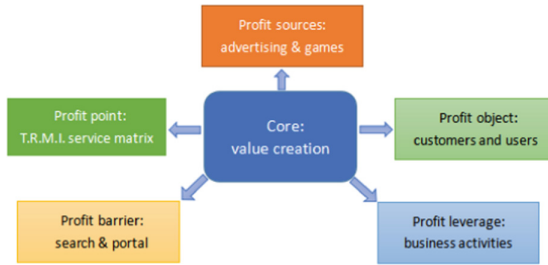 Profit sources:
advertising & games
Profit point:
T.R.M.I. service matrix
Core:
value creation
Profit object:
customers and users
Profit barrier:
search & portal
Profit leverage:
business activities